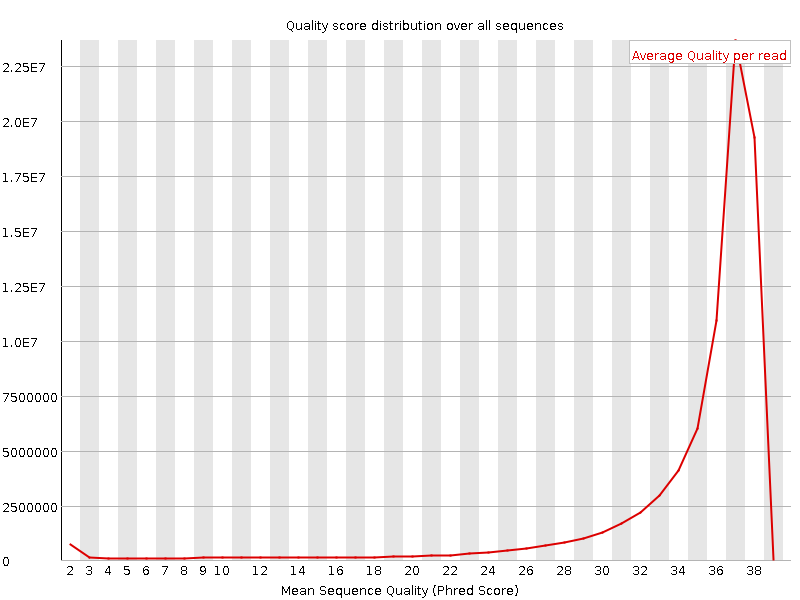 Quality score distribution over all sequences
Average Quality per read
2.25E7
2.0E7
1.75E7
1.5E7
1.25E7
1.0E7
7500000
5000000
2500000
0
2 3 4 5 6 7 8 9 10 12 14 16 18 20 22 24 26 28 30 32 34 36 38
Mean Sequence Quality (Phred Score)